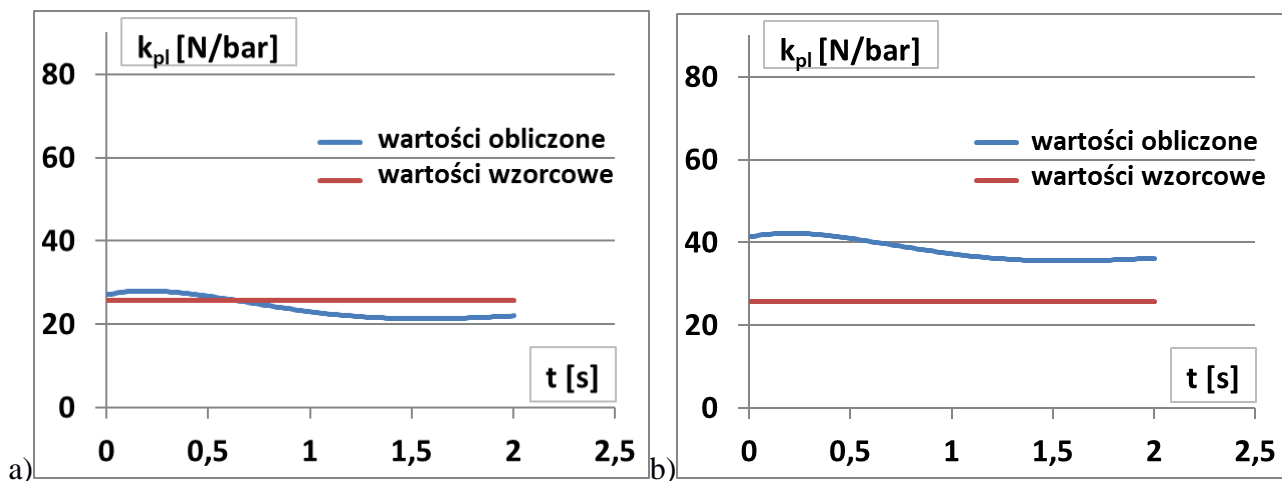 k_pl [N/bar]
80
wartości obliczone
60
wartości wzorcowe
40
20
t [s]
0
0 0,5 1 1,5 2 2,5
a)
k_pl [N/bar]
80
wartości obliczone
60
wartości wzorcowe
40
20
t [s]
0
0 0,5 1 1,5 2 2,5
b)